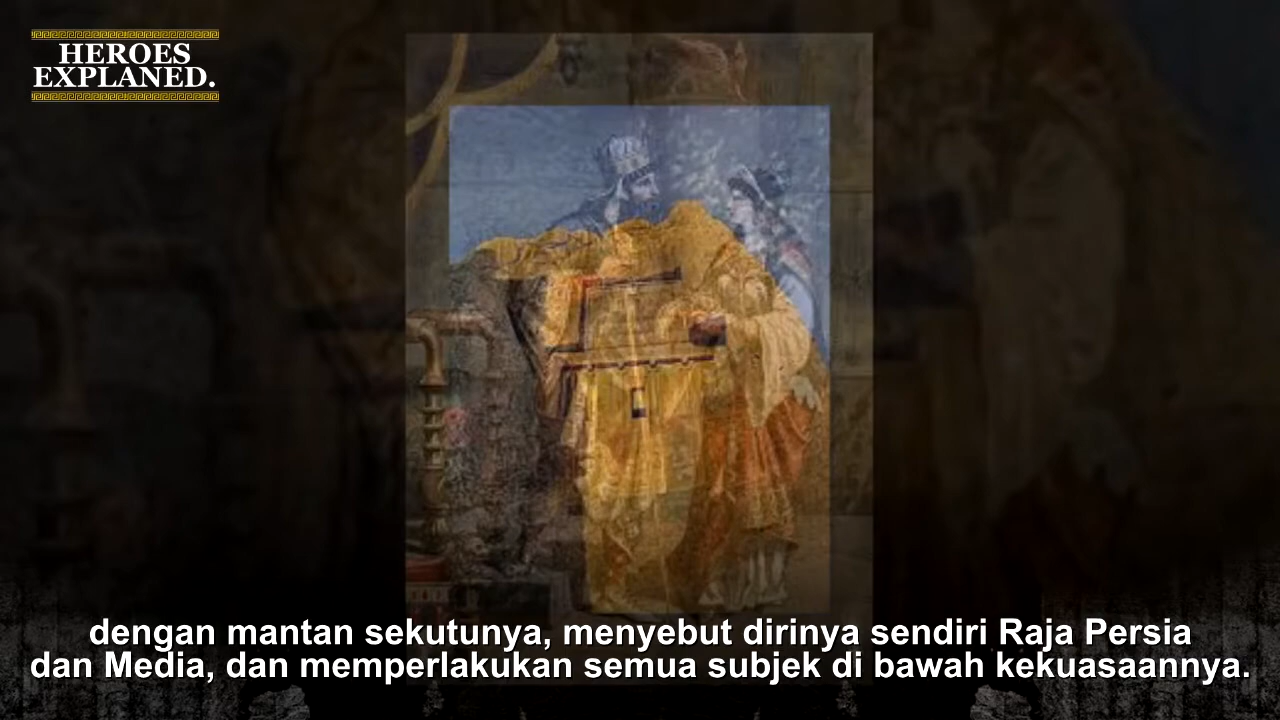 HEROES
EXPLANED.
dengan mantan sekutunya, menyebut dirinya sendiri Raja Persia
dan Media, dan memperlakukan semua subjek di bawah kekuasaannya.